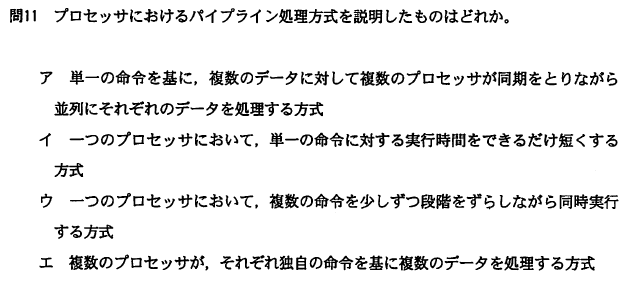 問11 プロセッサにおけるパイプライン処理方式を説明したものはどれか。
ア 単一の命令を基に，複数のデータに対して複数のプロセッサが同期をとりながら
並列にそれぞれのデータを処理する方式
イ 一つのプロセッサにおいて，単一の命令に対する実行時間をできるだけ短くする
方式
ウ 一つのプロセッサにおいて，複数の命令を少しずつ段階をずらしながら同時実行
する方式
エ 複数のプロセッサが，それぞれ独自の命令を基に複数のデータを処理する方式